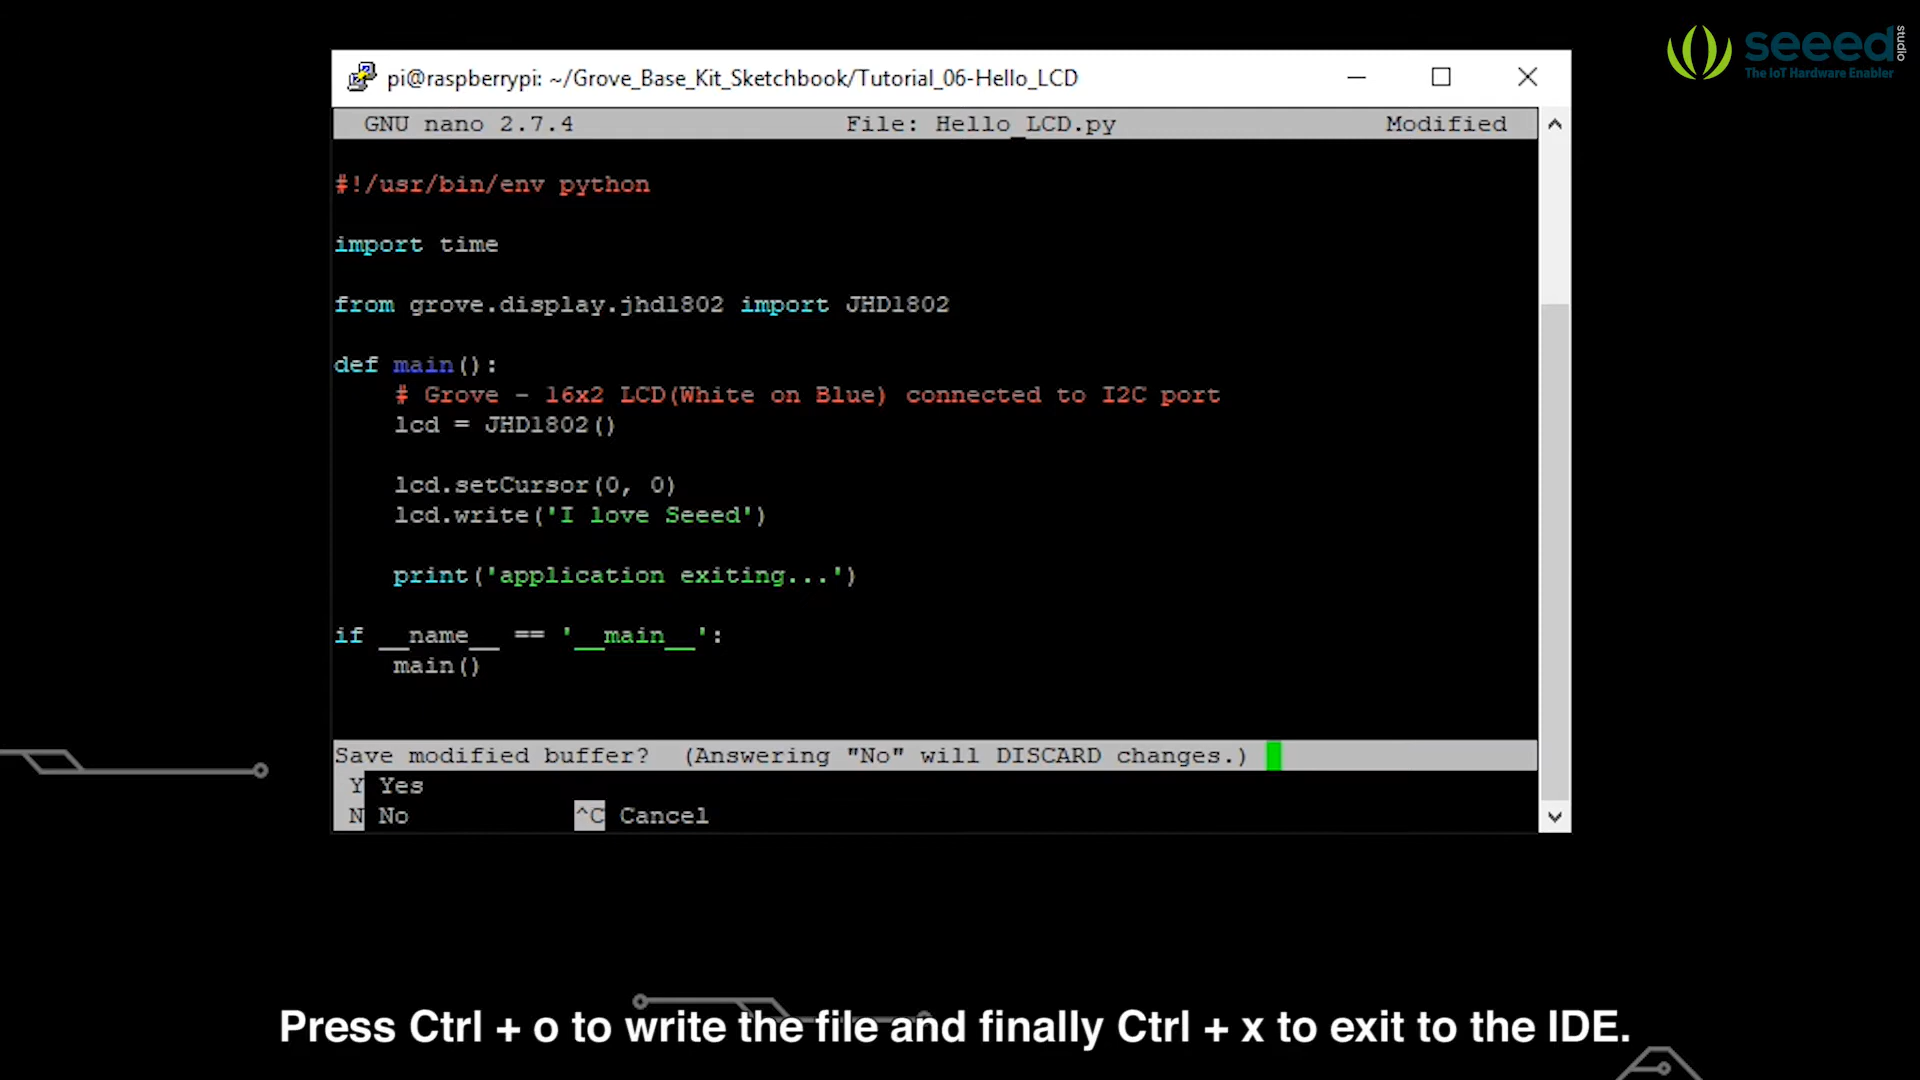 seeed studio
The IoT Hardware Enabler
pi@raspberrypi: ~/Grove_Base_Kit_Sketchbook/Tutorial_06-Hello_LCD
GNU nano 2.7.4 File: Hello_LCD.py Modified
#!/usr/bin/env python
import time
from grove.display.jhd1802 import JHD1802
def main():
# Grove - 16x2 LCD(White on Blue) connected to I2C port
lcd = JHD1802()
lcd.setCursor(0, 0)
lcd.write('I love Seeed')
print('application exiting...')
if __name__ == '__main__':
main()
Save modified buffer? (Answering "No" will DISCARD changes.)
Y Yes
N No ^C Cancel
Press Ctrl + o to write the file and finally Ctrl + x to exit to the IDE.